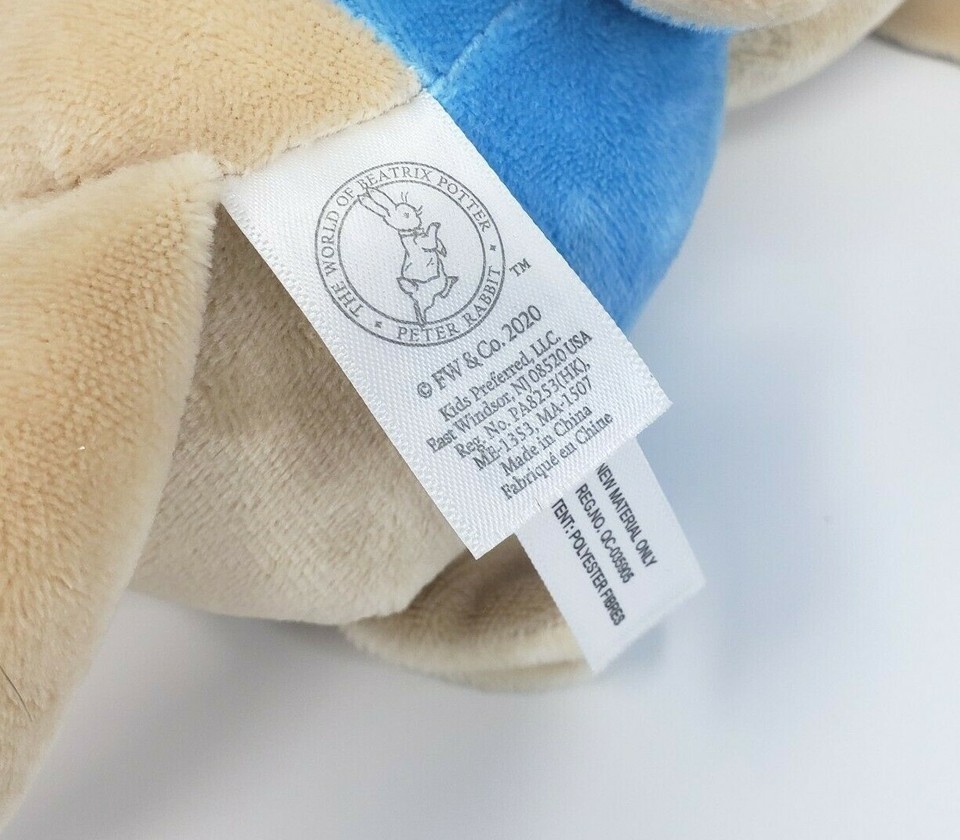 THE WORLD OF BEATRIX POTTER
PETER RABBIT
TM
© FW & Co. 2020
Kids Preferred, LLC.
East Windsor, NJ 08520 USA
Reg. No. PA8253(HK),
ME-1353, MA-1507
Made in China
Fabriqué en Chine
NEW MATERIAL ONLY
REG.NO. QC-035905
TENT: POLYESTER FIBRES